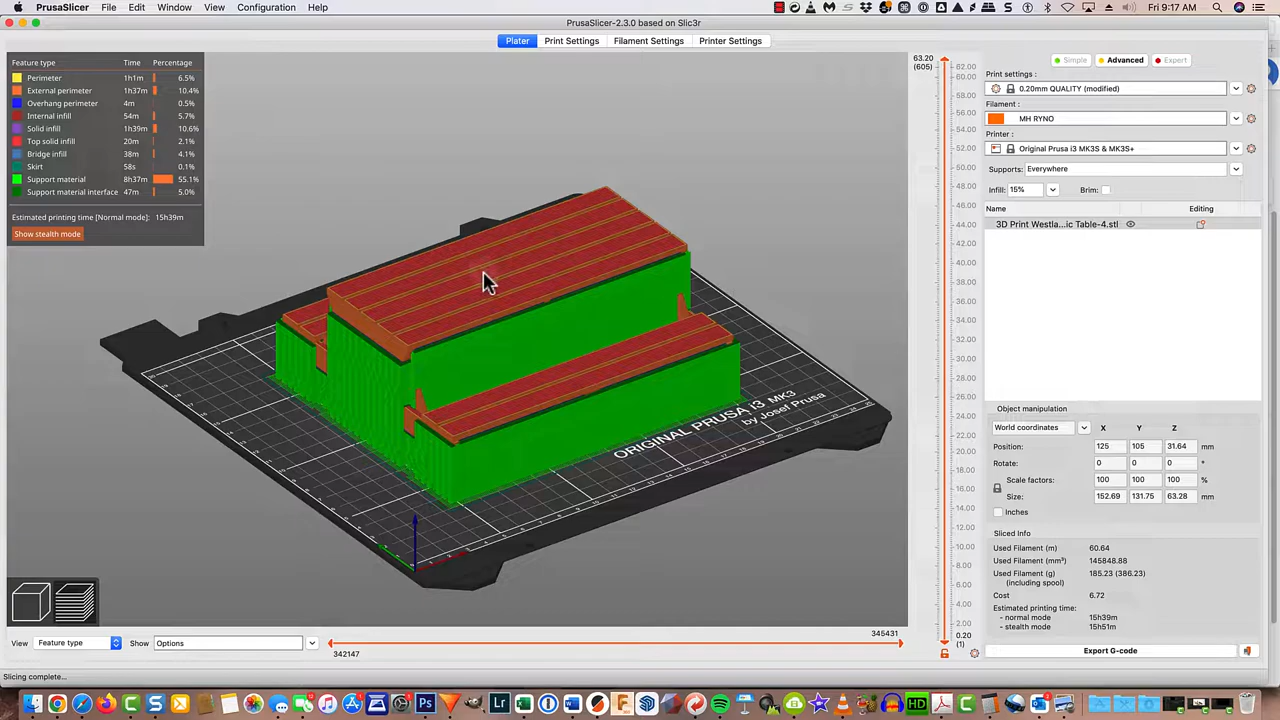 PrusaSlicer File Edit Window View Configuration Help Fri 9:17 AM
PrusaSlicer-2.3.0 based on Slic3r
Plater Print Settings Filament Settings Printer Settings
Feature type Time Percentage
Perimeter 1h1m 6.5%
External perimeter 1h37m 10.4%
Overhang perimeter 4m 0.5%
Internal infill 54m 5.7%
Solid infill 1h39m 10.6%
Top solid infill 20m 2.1%
Bridge infill 38m 4.1%
Skirt 58s 0.1%
Support material 8h37m 55.1%
Support material interface 47m 5.0%
Estimated printing time [Normal mode]: 15h39m
Show stealth mode
ORIGINAL PRUSA i3 MK3
by Josef Prusa
63.20
(605)
62.00
60.00
58.00
56.00
54.00
52.00
50.00
48.00
46.00
44.00
42.00
40.00
38.00
36.00
34.00
32.00
30.00
28.00
26.00
24.00
22.00
20.00
18.00
16.00
14.00
12.00
10.00
8.00
6.00
4.00
2.00
0.20
(1)
Simple Advanced Expert
Print settings :
0.20mm QUALITY (modified)
Filament :
MH RYNO
Printer :
Original Prusa i3 MK3S & MK3S+
Supports: Everywhere
Infill: 15% Brim:
Name Editing
3D Print Westla...ic Table-4.stl
Object manipulation
World coordinates X Y Z
Position: 125 105 31.64 mm
Rotate: 0 0 0 °
Scale factors: 100 100 100 %
Size: 152.69 131.75 63.28 mm
Inches
Sliced Info
Used Filament (m) 60.64
Used Filament (mm³) 145848.88
Used Filament (g) 185.23 (386.23)
(including spool)
Cost 6.72
Estimated printing time:
- normal mode 15h39m
- stealth mode 15h51m
Export G-code
View Feature type Show Options
345431
342147
Slicing complete...